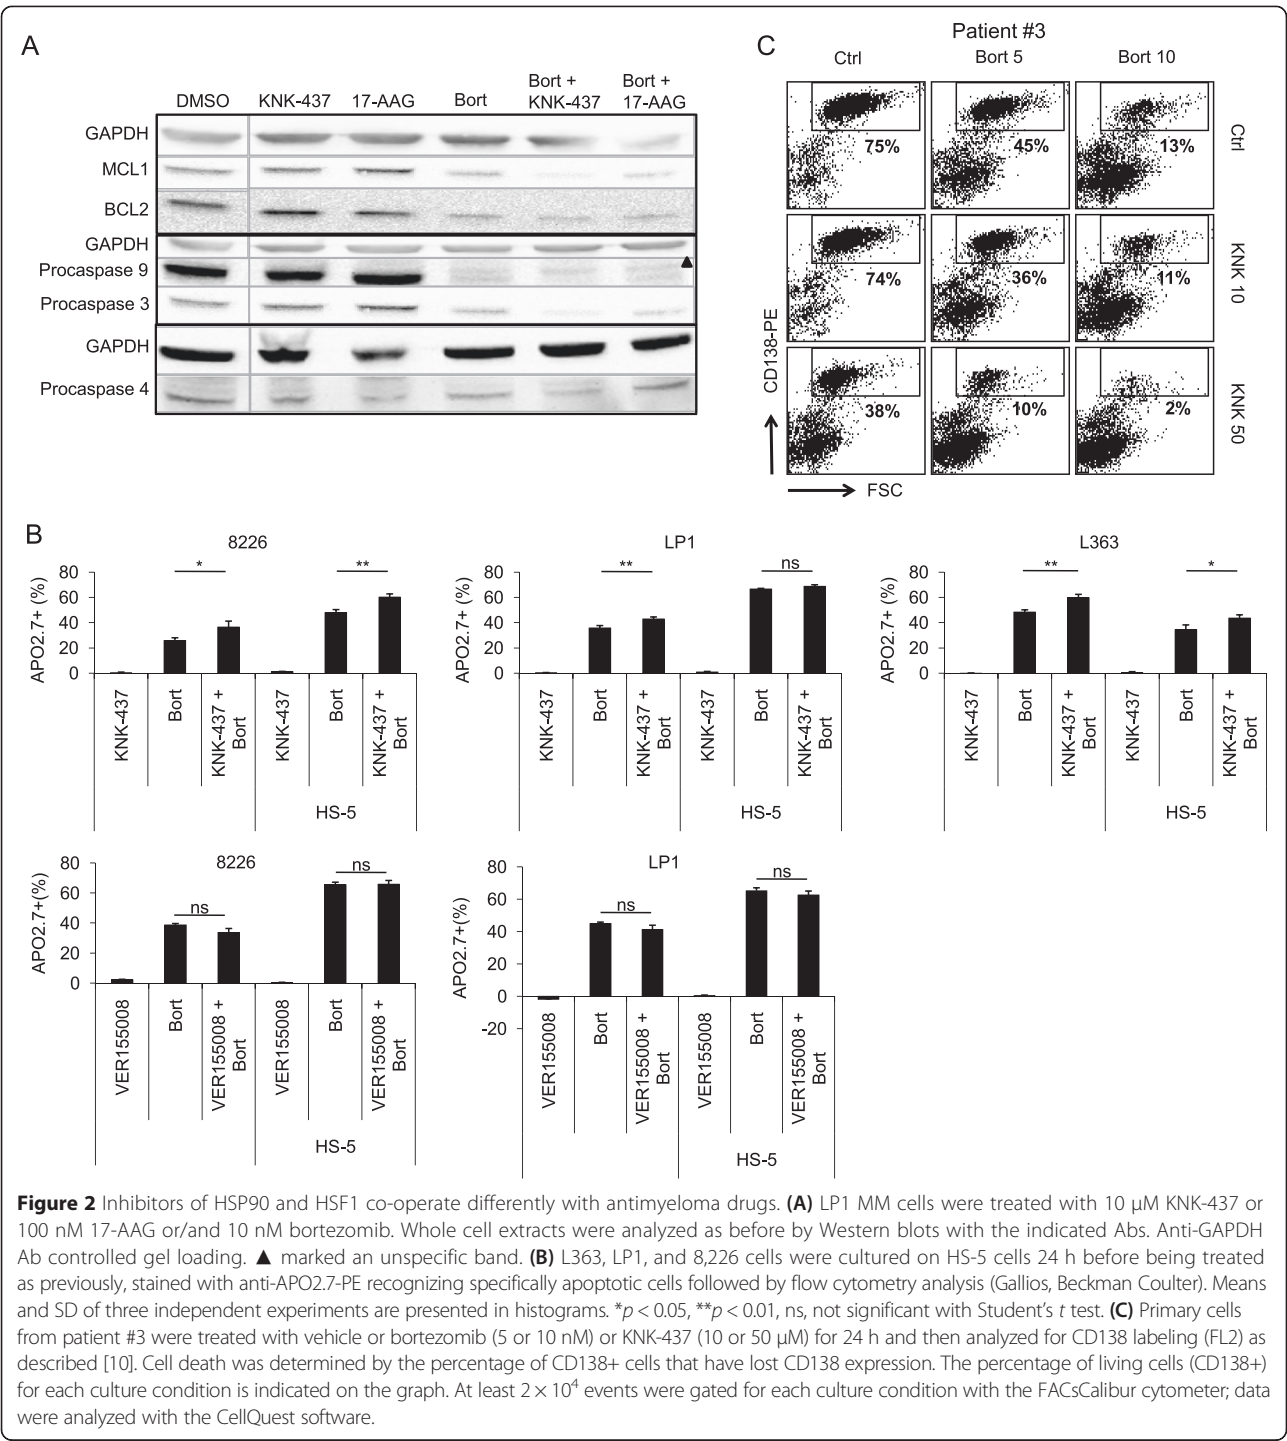 A
DMSO
KNK-437
17-AAG
Bort
Bort +
KNK-437
Bort +
17-AAG
GAPDH
MCL1
BCL2
GAPDH
Procaspase 9
▲
Procaspase 3
GAPDH
Procaspase 4
C
Patient #3
Ctrl
Bort 5
Bort 10
75%
45%
13%
Ctrl
74%
36%
11%
KNK 10
38%
10%
2%
KNK 50
CD138-PE
FSC
B
8226
APO2.7+ (%)
80
60
40
20
0
*
**
KNK-437
Bort
KNK-437 +
Bort
KNK-437
Bort
KNK-437 +
Bort
HS-5
LP1
APO2.7+ (%)
80
60
40
20
0
**
ns
KNK-437
Bort
KNK-437 +
Bort
KNK-437
Bort
KNK-437 +
Bort
HS-5
L363
APO2.7+ (%)
80
60
40
20
0
**
*
KNK-437
Bort
KNK-437 +
Bort
KNK-437
Bort
KNK-437 +
Bort
HS-5
8226
APO2.7+(%)
80
60
40
20
0
ns
ns
VER155008
Bort
VER155008 +
Bort
VER155008
Bort
VER155008 +
Bort
HS-5
LP1
APO2.7+(%)
80
60
40
20
0
-20
ns
ns
VER155008
Bort
VER155008 +
Bort
VER155008
Bort
VER155008 +
Bort
HS-5
Figure 2 Inhibitors of HSP90 and HSF1 co-operate differently with antimyeloma drugs. (A) LP1 MM cells were treated with 10 μM KNK-437 or
100 nM 17-AAG or/and 10 nM bortezomib. Whole cell extracts were analyzed as before by Western blots with the indicated Abs. Anti-GAPDH
Ab controlled gel loading. ▲ marked an unspecific band. (B) L363, LP1, and 8,226 cells were cultured on HS-5 cells 24 h before being treated
as previously, stained with anti-APO2.7-PE recognizing specifically apoptotic cells followed by flow cytometry analysis (Gallios, Beckman Coulter). Means
and SD of three independent experiments are presented in histograms. *p < 0.05, **p < 0.01, ns, not significant with Student's t test. (C) Primary cells
from patient #3 were treated with vehicle or bortezomib (5 or 10 nM) or KNK-437 (10 or 50 μM) for 24 h and then analyzed for CD138 labeling (FL2) as
described [10]. Cell death was determined by the percentage of CD138+ cells that have lost CD138 expression. The percentage of living cells (CD138+)
for each culture condition is indicated on the graph. At least 2 × 10⁴ events were gated for each culture condition with the FACsCalibur cytometer; data
were analyzed with the CellQuest software.